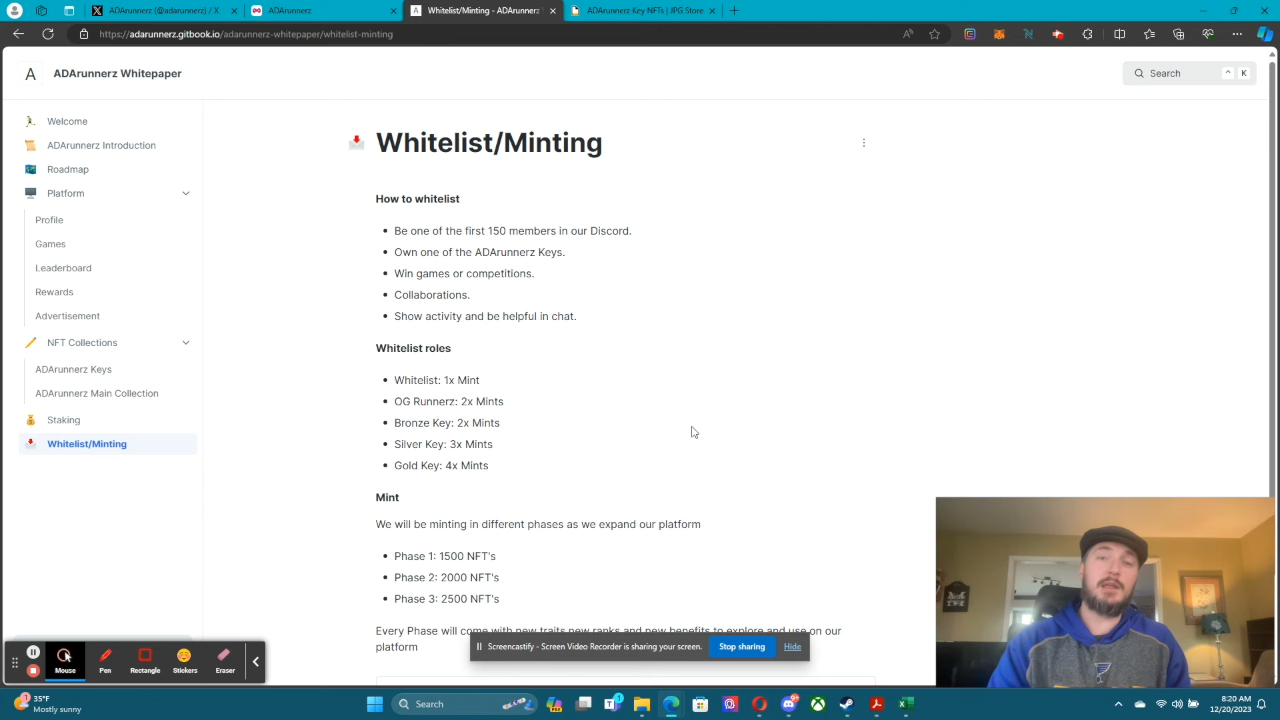 ADArunnerz (@adarunnerz) / X
ADArunnerz
Whitelist/Minting - ADArunnerz
ADArunnerz Key NFTs | JPG Store
https://adarunnerz.gitbook.io/adarunnerz-whitepaper/whitelist-minting
A
ADArunnerz Whitepaper
Search
^ K
Welcome
ADArunnerz Introduction
Roadmap
Platform
Profile
Games
Leaderboard
Rewards
Advertisement
NFT Collections
ADArunnerz Keys
ADArunnerz Main Collection
Staking
Whitelist/Minting
Whitelist/Minting
How to whitelist
• Be one of the first 150 members in our Discord.
• Own one of the ADArunnerz Keys.
• Win games or competitions.
• Collaborations.
• Show activity and be helpful in chat.
Whitelist roles
• Whitelist: 1x Mint
• OG Runnerz: 2x Mints
• Bronze Key: 2x Mints
• Silver Key: 3x Mints
• Gold Key: 4x Mints
Mint
We will be minting in different phases as we expand our platform
• Phase 1: 1500 NFT's
• Phase 2: 2000 NFT's
• Phase 3: 2500 NFT's
Every Phase will come with new traits new ranks and new benefits to explore and use on our
platform
Screencastify - Screen Video Recorder is sharing your screen.
Stop sharing
Hide
Mouse
Pen
Rectangle
Stickers
Eraser
35°F
Mostly sunny
Search
8:20 AM
12/20/2023